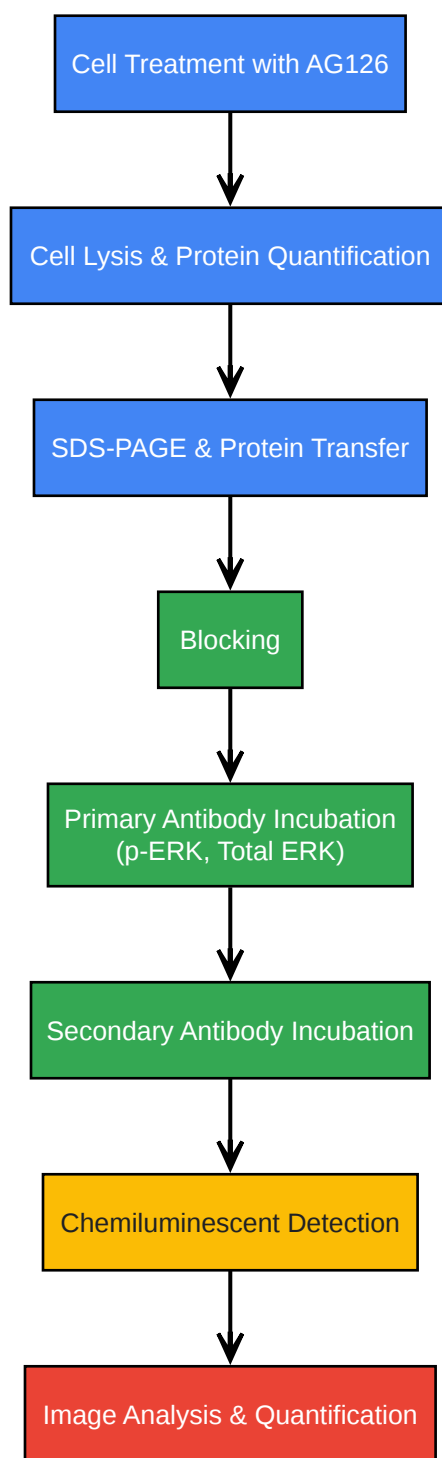 Cell Treatment with AG126
Cell Lysis & Protein Quantification
SDS-PAGE & Protein Transfer
Blocking
Primary Antibody Incubation
(p-ERK, Total ERK)
Secondary Antibody Incubation
Chemiluminescent Detection
Image Analysis & Quantification